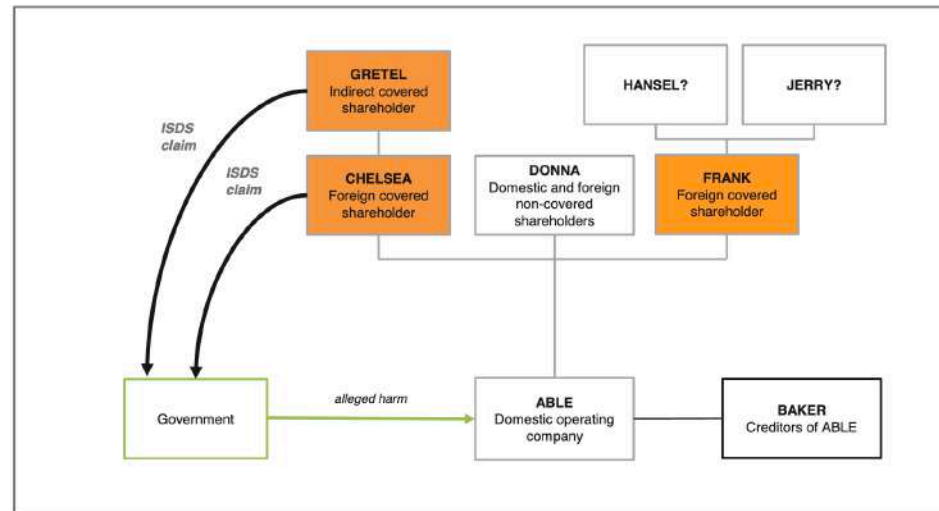 GRETEL
Indirect covered
shareholder
HANSEL?
JERRY?
ISDS
claim
ISDS
claim
CHELSEA
Foreign covered
shareholder
DONNA
Domestic and foreign
non-covered
shareholders
FRANK
Foreign covered
shareholder
Government
alleged harm
ABLE
Domestic operating
company
BAKER
Creditors of ABLE